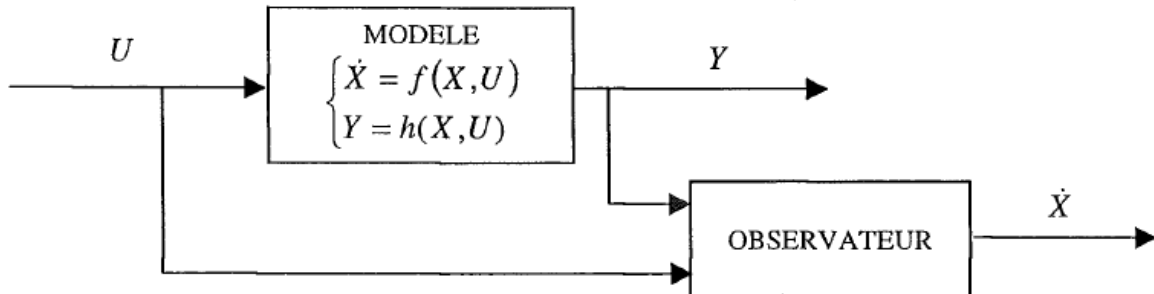 MODELE
U
Ẋ = f(X,U)
Y
Y = h(X,U)
Ẋ
OBSERVATEUR